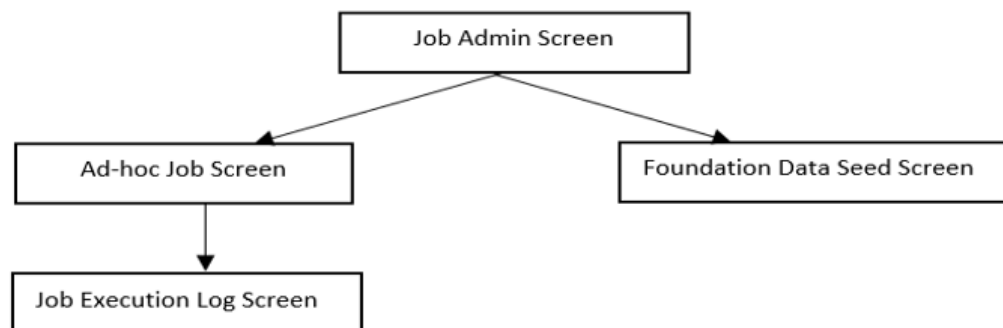 Job Admin Screen
Ad-hoc Job Screen
Foundation Data Seed Screen
Job Execution Log Screen